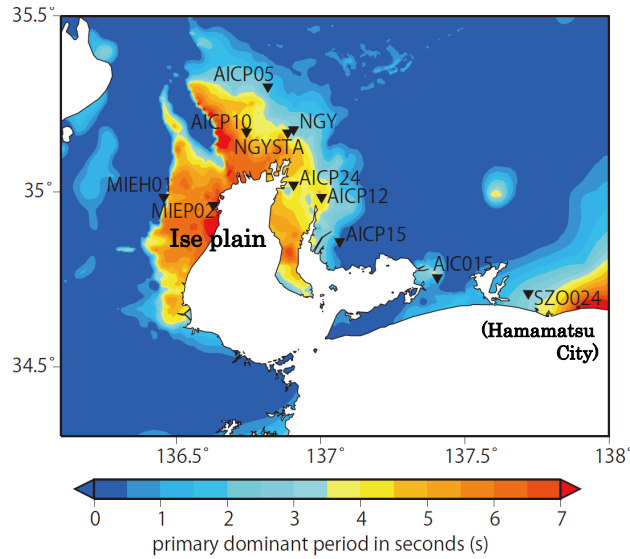 35.5°
AICP05
AICP10
NGY
NGYSTA
AICP24
35°
MIEH01
AICP12
MIEP02
AICP15
Ise plain
AIC015
SZO024
(Hamamatsu
City)
34.5°
136.5°
137°
137.5°
138°
0 1 2 3 4 5 6 7
primary dominant period in seconds (s)